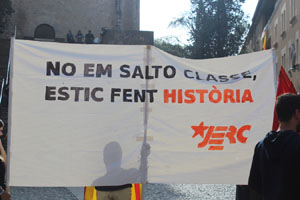 NO EM SALTO CLASSE,
ESTIC FENT HISTÒRIA
JERC